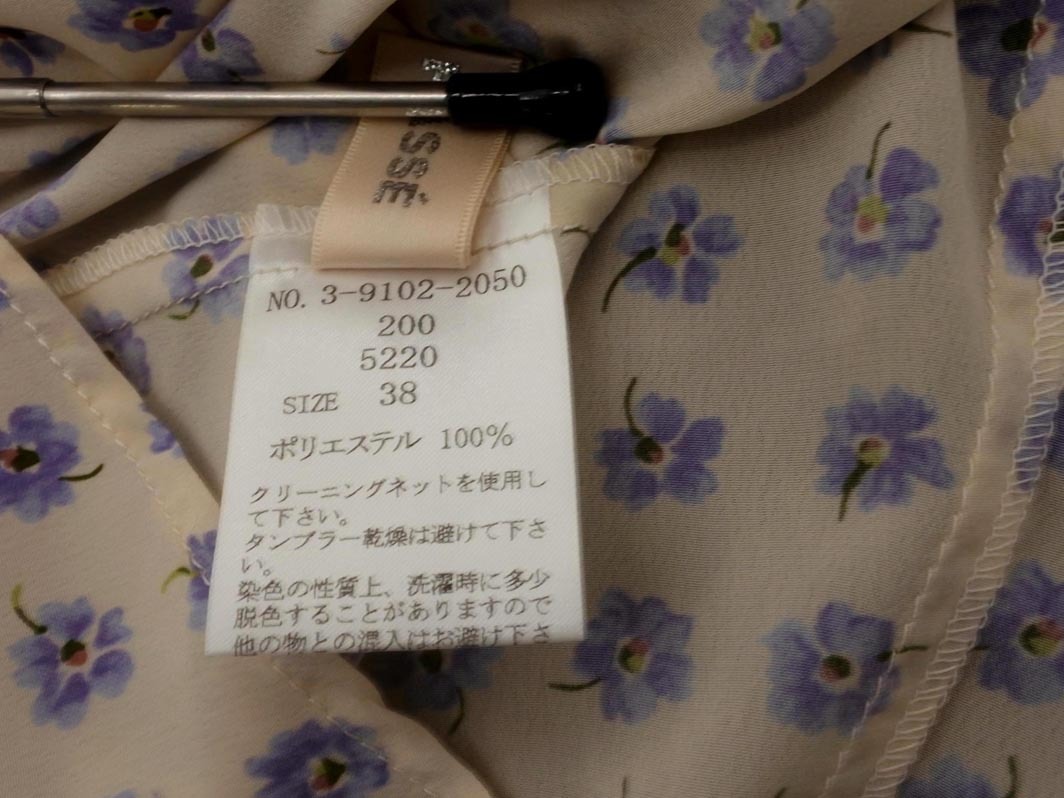 NO. 3-9102-2050
200
5220
SIZE 38
ポリエステル 100%
クリーニングネットを使用し
て下さい。
タンブラー乾燥は避けて下さ
い。
染色の性質上、洗濯時に多少
脱色することがありますので
他の物との混入はお避け下さ